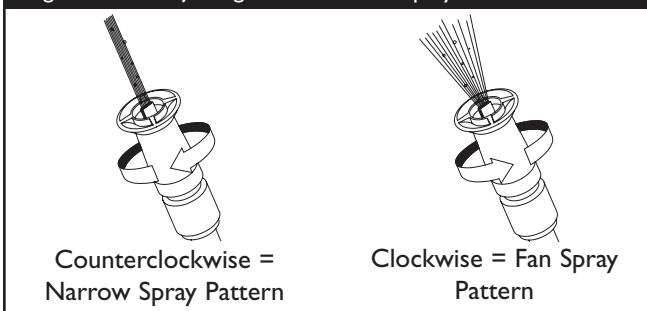 Counterclockwise =
Narrow Spray Pattern
Clockwise = Fan Spray
Pattern